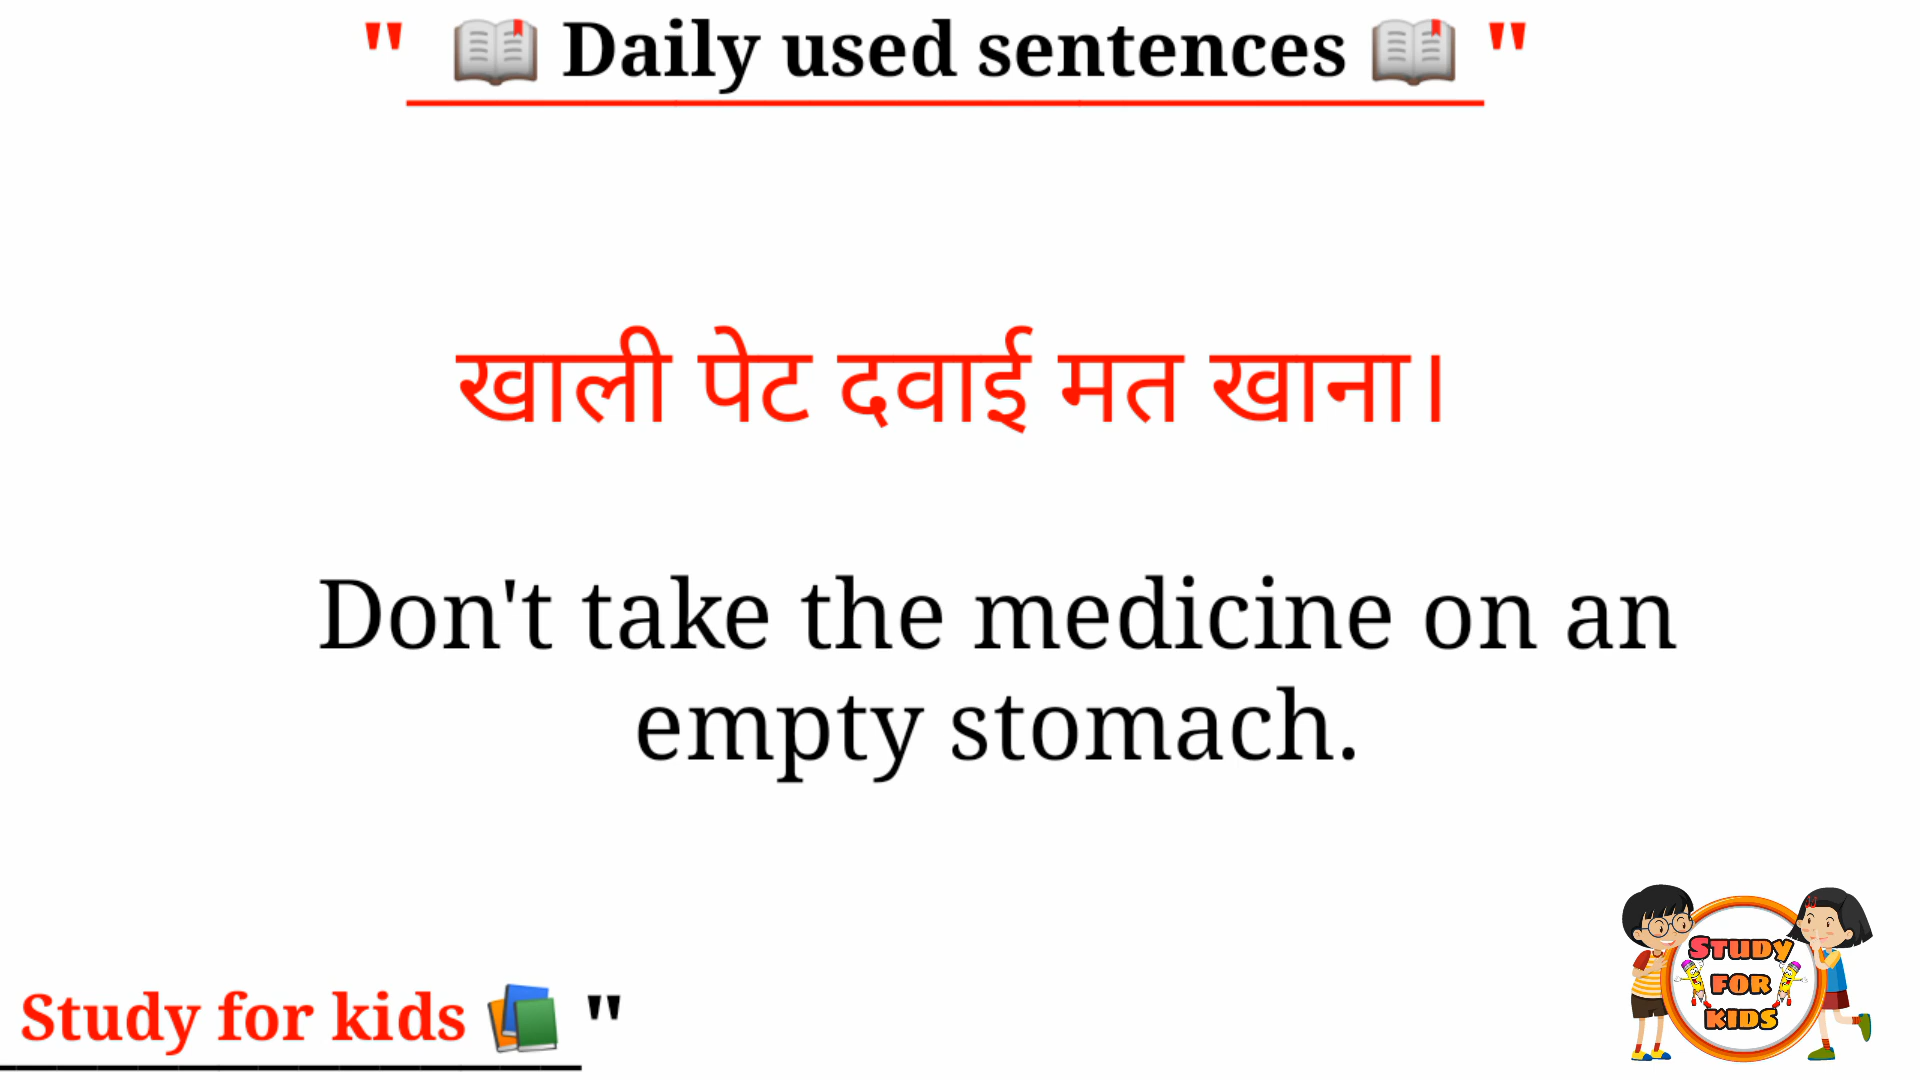 " 📖 Daily used sentences 📖 "
खाली पेट दवाई मत खाना।
Don't take the medicine on an
empty stomach.
Study for kids 📚 "
STUDY
FOR
KIDS